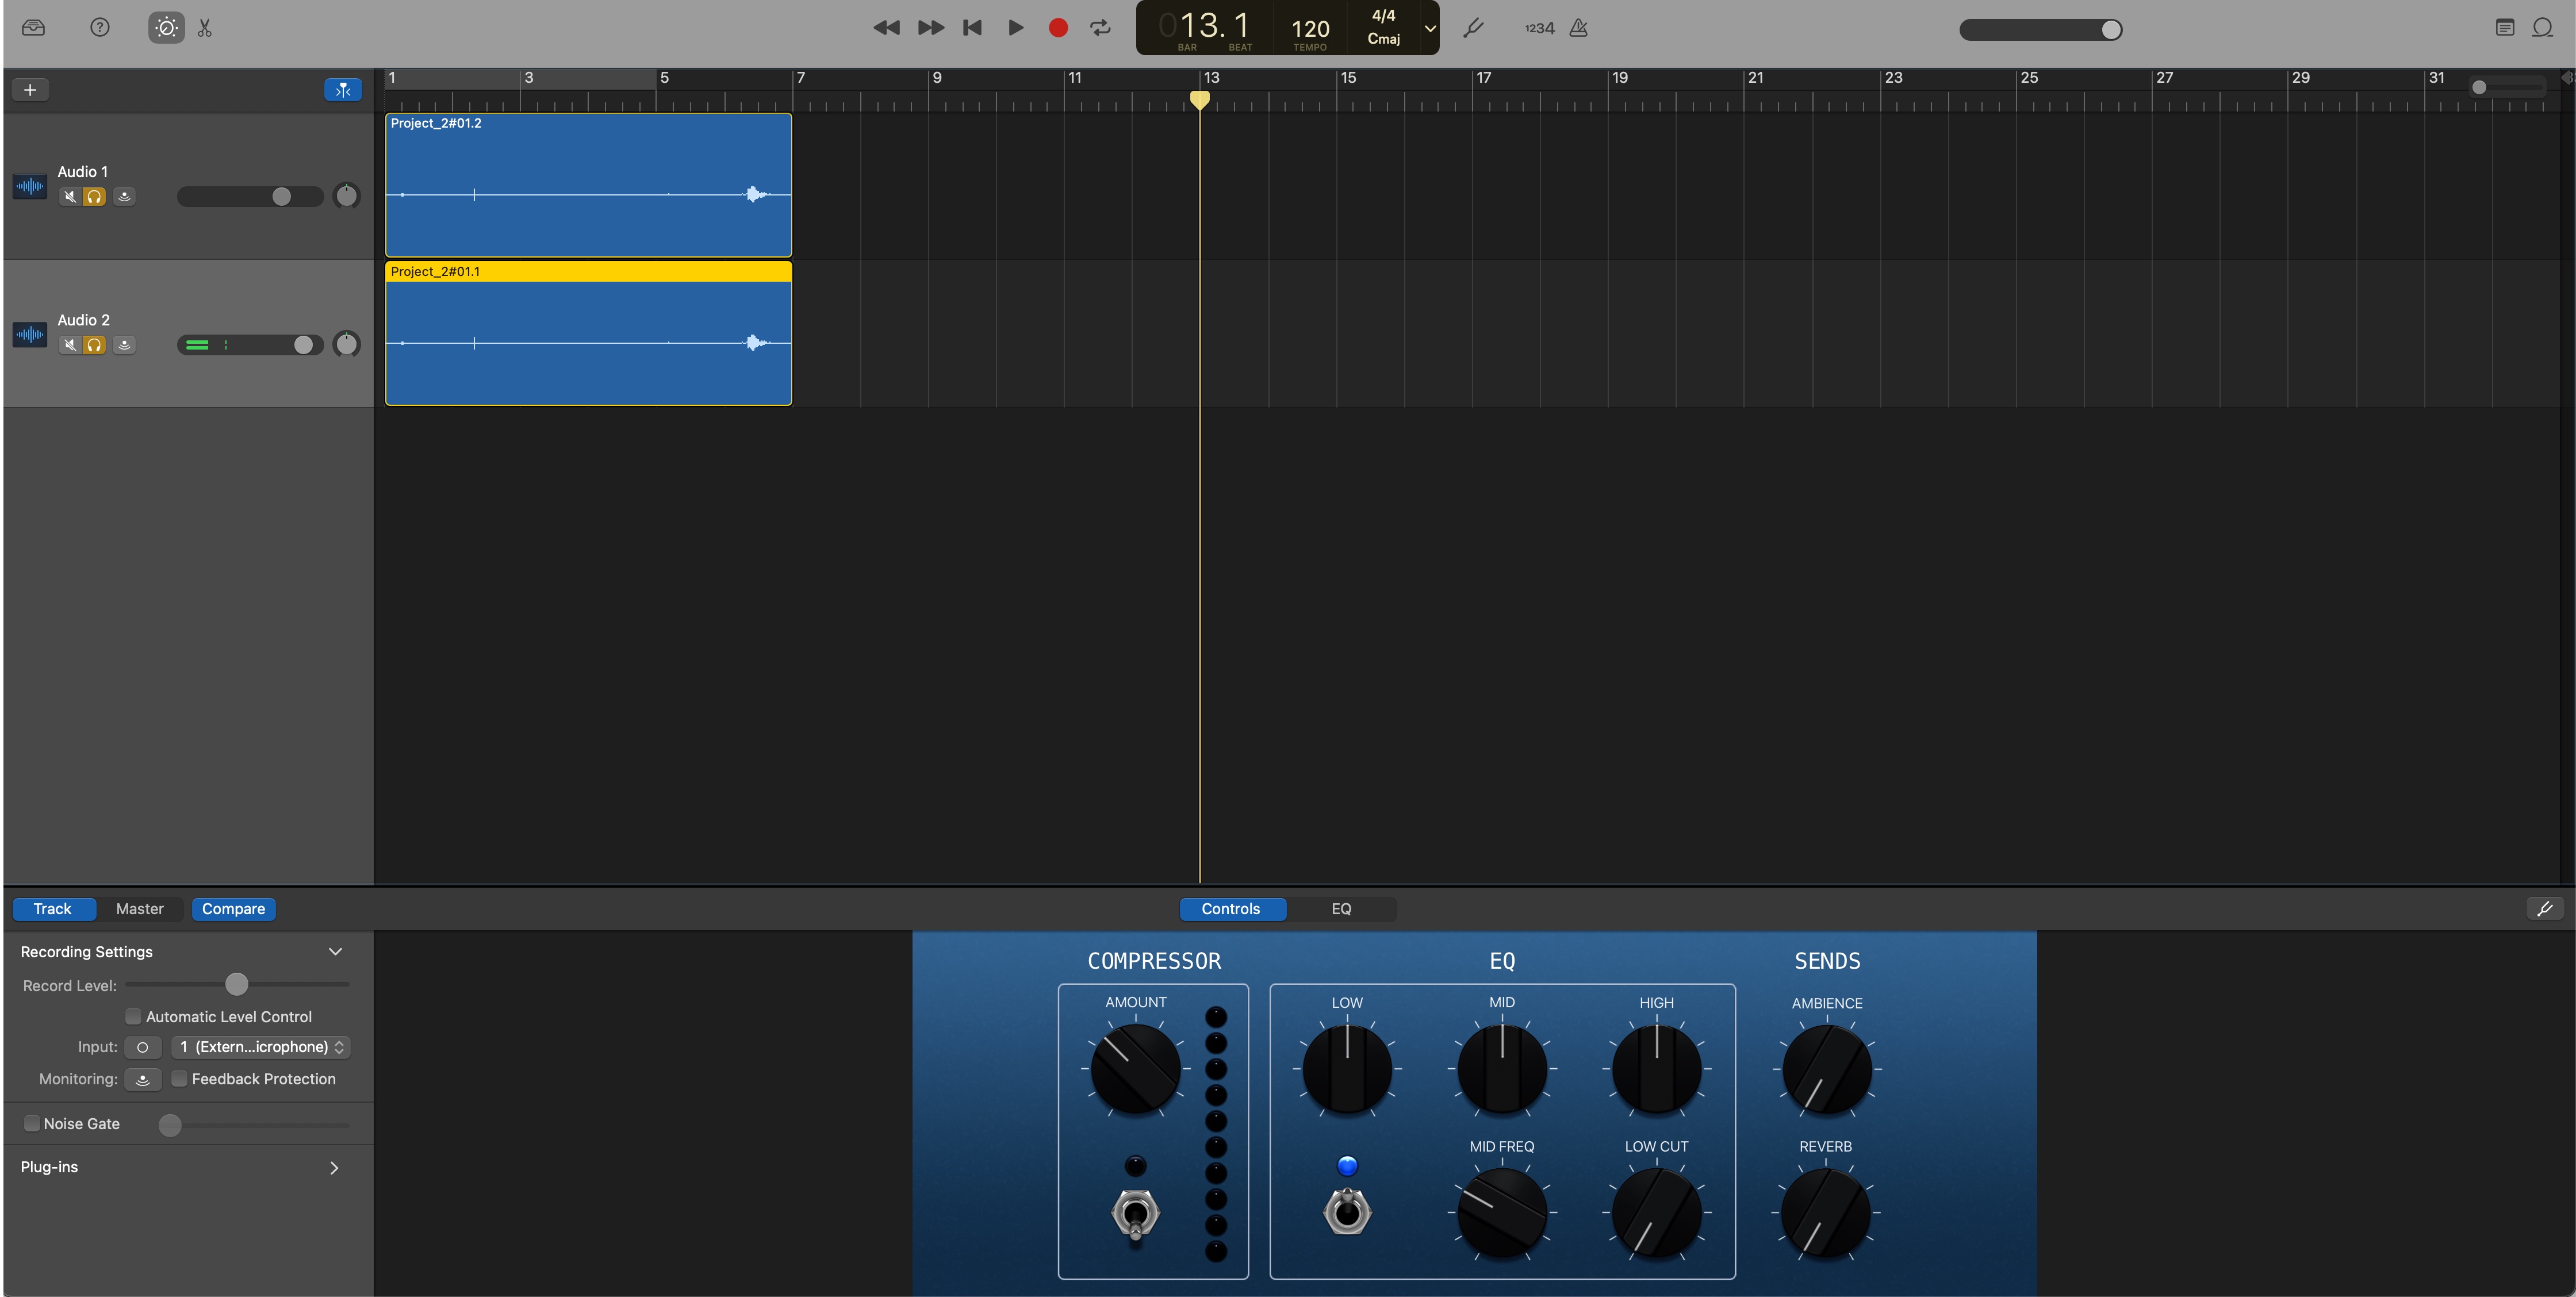 013.1
BAR BEAT
120
TEMPO
4/4
Cmaj
1234
1 3 5 7 9 11 13 15 17 19 21 23 25 27 29 31
Project_2#01.2
Audio 1
Project_2#01.1
Audio 2
Track Master Compare
Controls EQ
Recording Settings
Record Level:
Automatic Level Control
Input: 1 (Extern...icrophone)
Monitoring: Feedback Protection
Noise Gate
Plug-ins
COMPRESSOR EQ SENDS
AMOUNT LOW MID HIGH AMBIENCE
MID FREQ LOW CUT REVERB